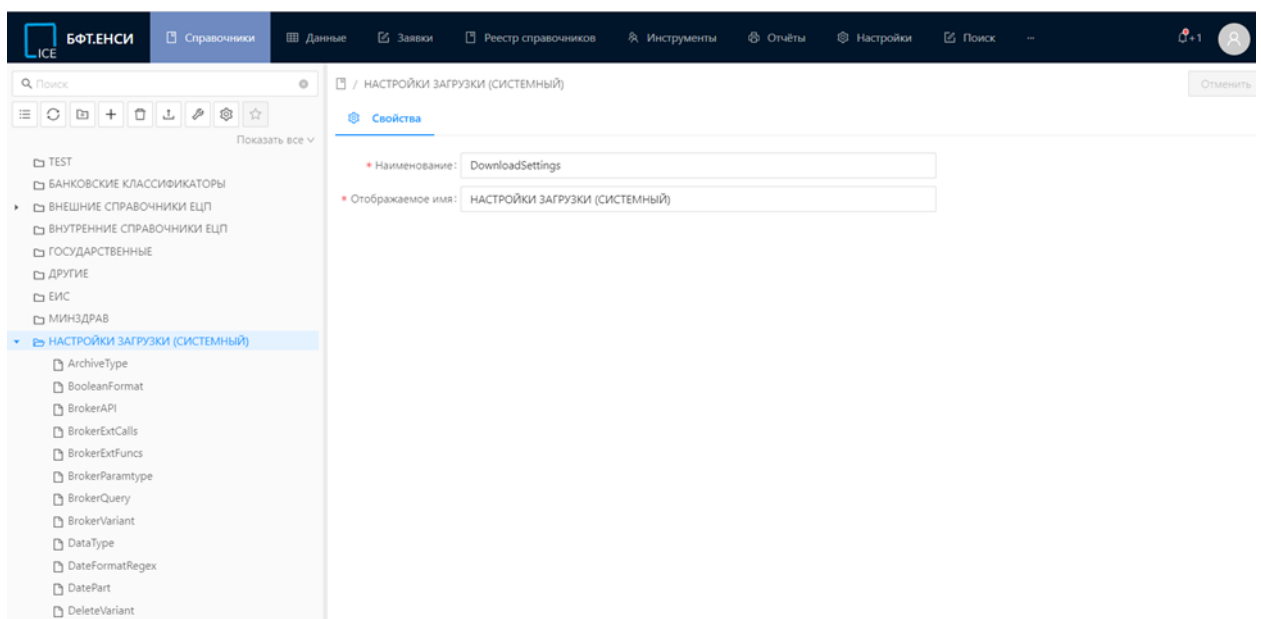 ICE БФТ.ЕНСИ Справочники Данные Заявки Реестр справочников Инструменты Отчёты Настройки Поиск ··· +1
Поиск
/ НАСТРОЙКИ ЗАГРУЗКИ (СИСТЕМНЫЙ)
Отменить
Свойства
Показать все
* Наименование: DownloadSettings
* Отображаемое имя: НАСТРОЙКИ ЗАГРУЗКИ (СИСТЕМНЫЙ)
TEST
БАНКОВСКИЕ КЛАССИФИКАТОРЫ
ВНЕШНИЕ СПРАВОЧНИКИ ЕЦП
ВНУТРЕННИЕ СПРАВОЧНИКИ ЕЦП
ГОСУДАРСТВЕННЫЕ
ДРУГИЕ
ЕИС
МИНЗДРАВ
НАСТРОЙКИ ЗАГРУЗКИ (СИСТЕМНЫЙ)
ArchiveType
BooleanFormat
BrokerAPI
BrokerExtCalls
BrokerExtFuncs
BrokerParamtype
BrokerQuery
BrokerVariant
DataType
DateFormatRegex
DatePart
DeleteVariant